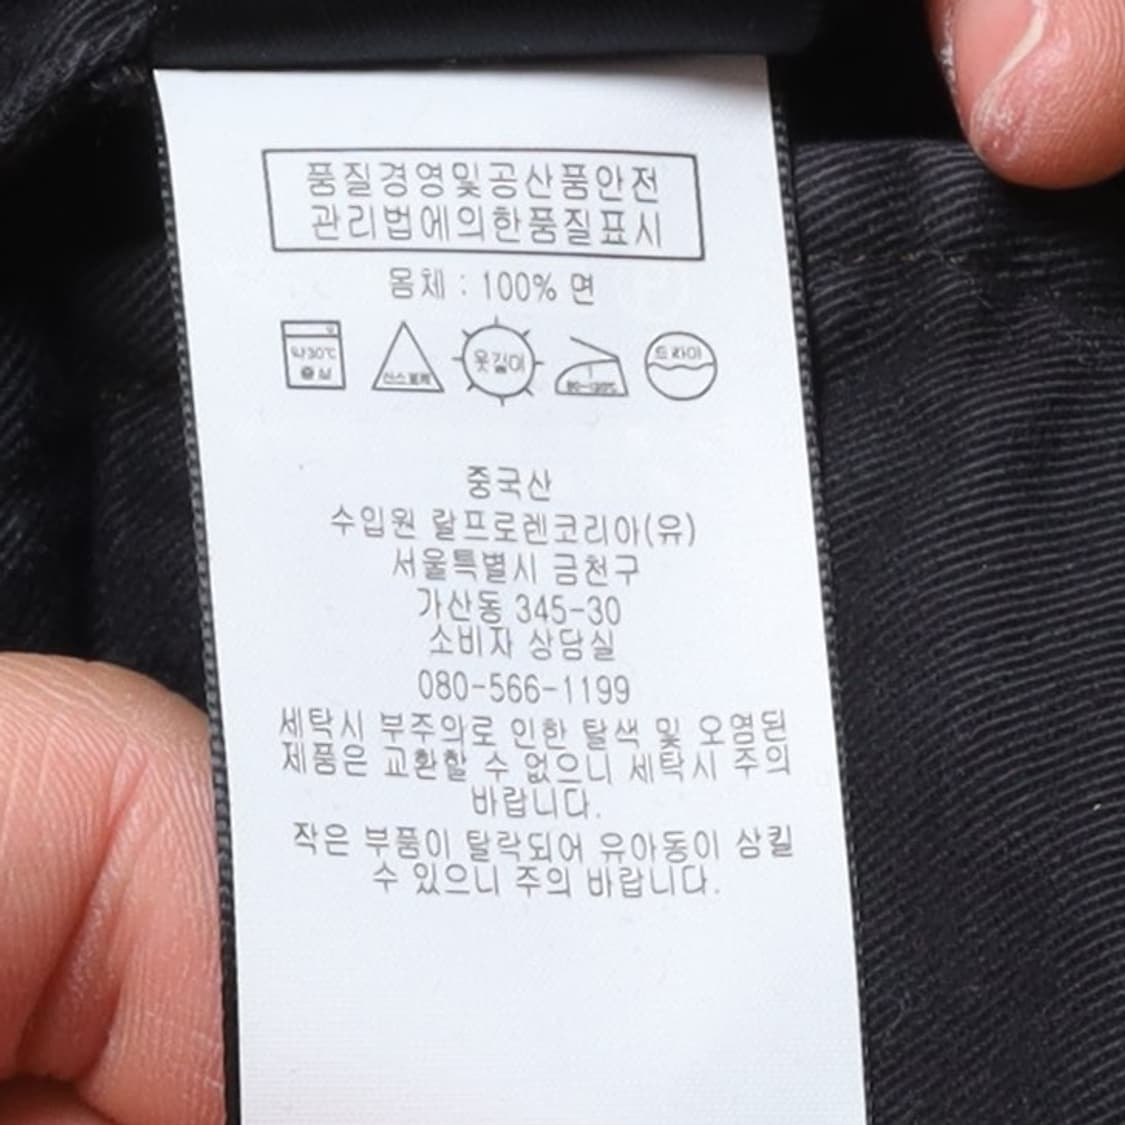 품질경영및공산품안전
관리법에의한품질표시
몸체 : 100% 면
약30℃
중성
산소표백
옷걸이
80-120℃
드라이
중국산
수입원 랄프로렌코리아(유)
서울특별시 금천구
가산동 345-30
소비자 상담실
080-566-1199
세탁시 부주의로 인한 탈색 및 오염된
제품은 교환할 수 없으니 세탁시 주의
바랍니다.
작은 부품이 탈락되어 유아동이 삼킬
수 있으니 주의 바랍니다.